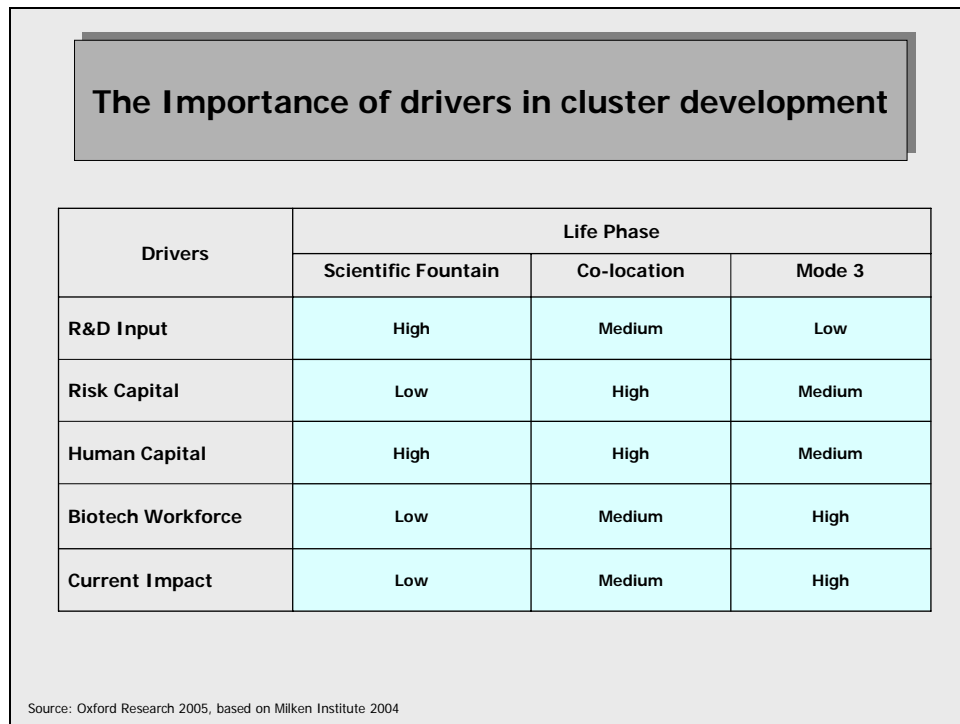 The Importance of drivers in cluster development
Drivers
Life Phase
Scientific Fountain Co-location Mode 3
R&D Input High Medium Low
Risk Capital Low High Medium
Human Capital High High Medium
Biotech Workforce Low Medium High
Current Impact Low Medium High
Source: Oxford Research 2005, based on Milken Institute 2004